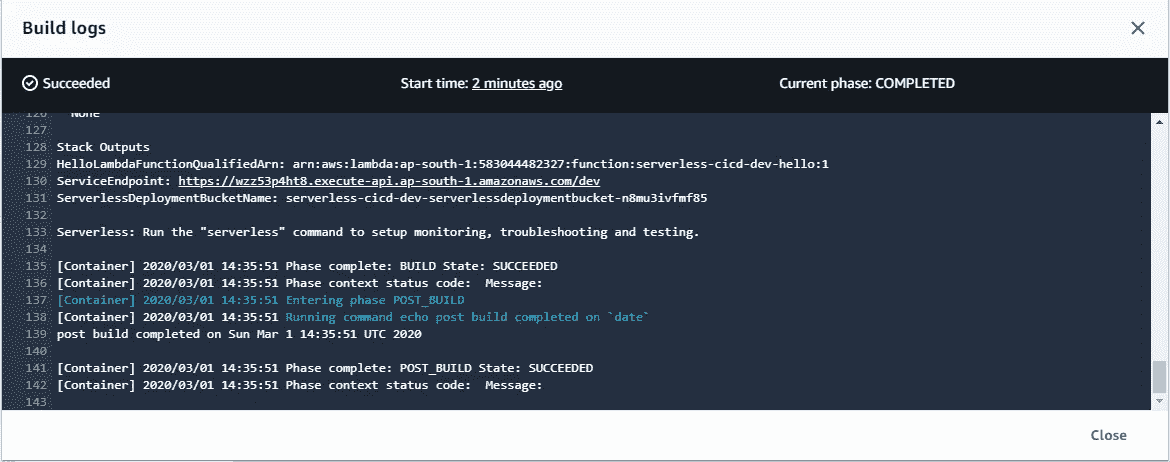 Build logs
Succeeded Start time: 2 minutes ago Current phase: COMPLETED
126 None
127
128 Stack Outputs
129 HelloLambdaFunctionQualifiedArn: arn:aws:lambda:ap-south-1:583044482327:function:serverless-cicd-dev-hello:1
130 ServiceEndpoint: https://wzz53p4ht8.execute-api.ap-south-1.amazonaws.com/dev
131 ServerlessDeploymentBucketName: serverless-cicd-dev-serverlessdeploymentbucket-n8mu3ivfmf85
132
133 Serverless: Run the "serverless" command to setup monitoring, troubleshooting and testing.
134
135 [Container] 2020/03/01 14:35:51 Phase complete: BUILD State: SUCCEEDED
136 [Container] 2020/03/01 14:35:51 Phase context status code:  Message:
137 [Container] 2020/03/01 14:35:51 Entering phase POST_BUILD
138 [Container] 2020/03/01 14:35:51 Running command echo post build completed on `date`
139 post build completed on Sun Mar 1 14:35:51 UTC 2020
140
141 [Container] 2020/03/01 14:35:51 Phase complete: POST_BUILD State: SUCCEEDED
142 [Container] 2020/03/01 14:35:51 Phase context status code:  Message:
143
Close